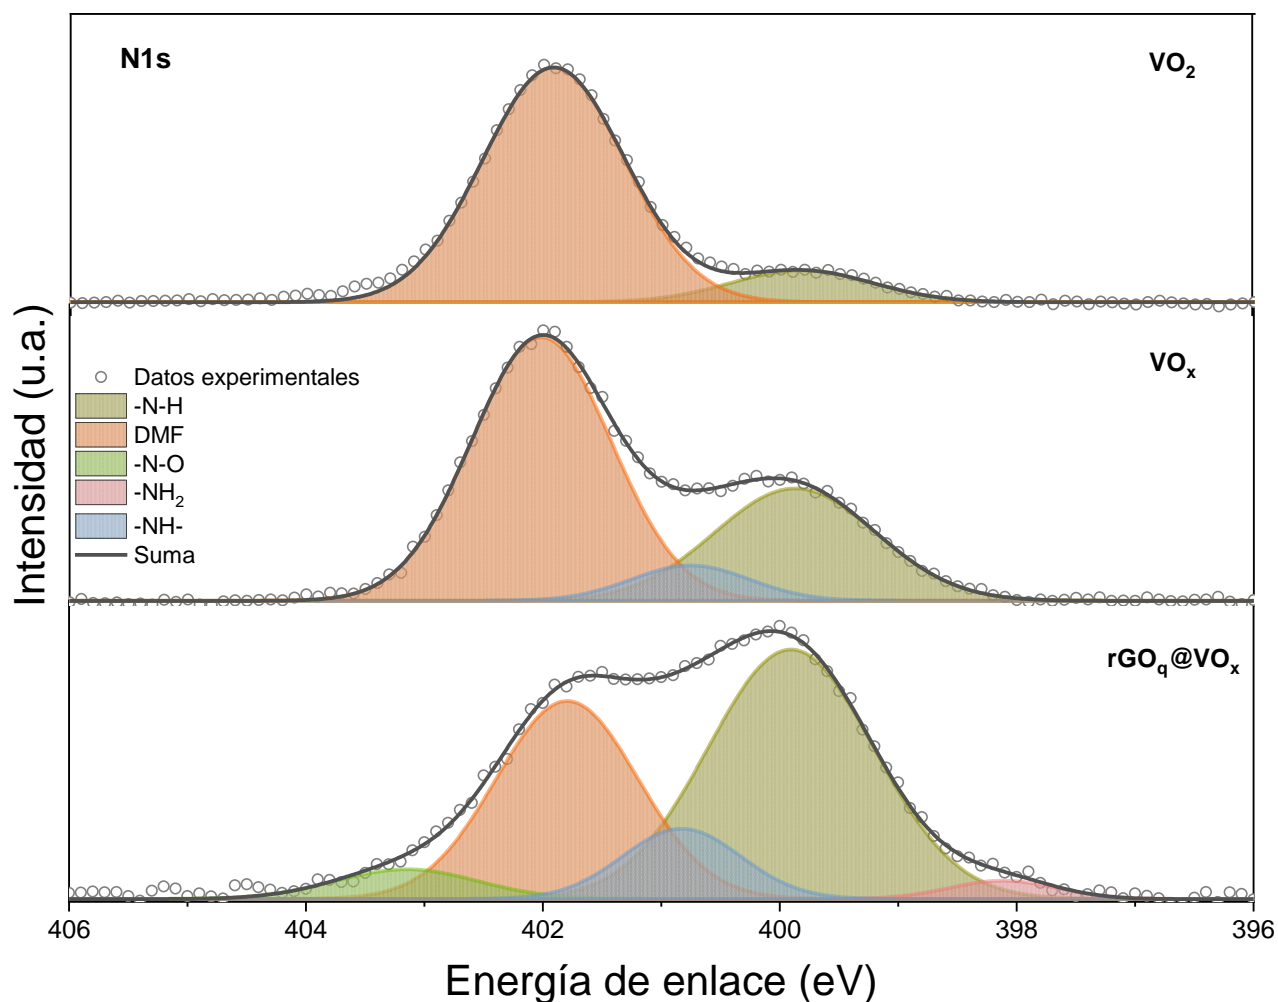 N1s
VO₂
VOₓ
Datos experimentales
-N-H
DMF
-N-O
-NH₂
-NH-
Suma
rGO_q@VOₓ
Intensidad (u.a.)
406 404 402 400 398 396
Energía de enlace (eV)